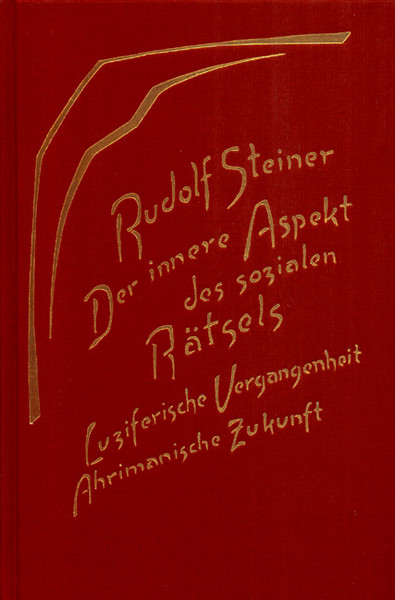 Rudolf Steiner
Der innere Aspekt
des sozialen
Rätsels
Luziferische Vergangenheit
Ahrimanische Zukunft